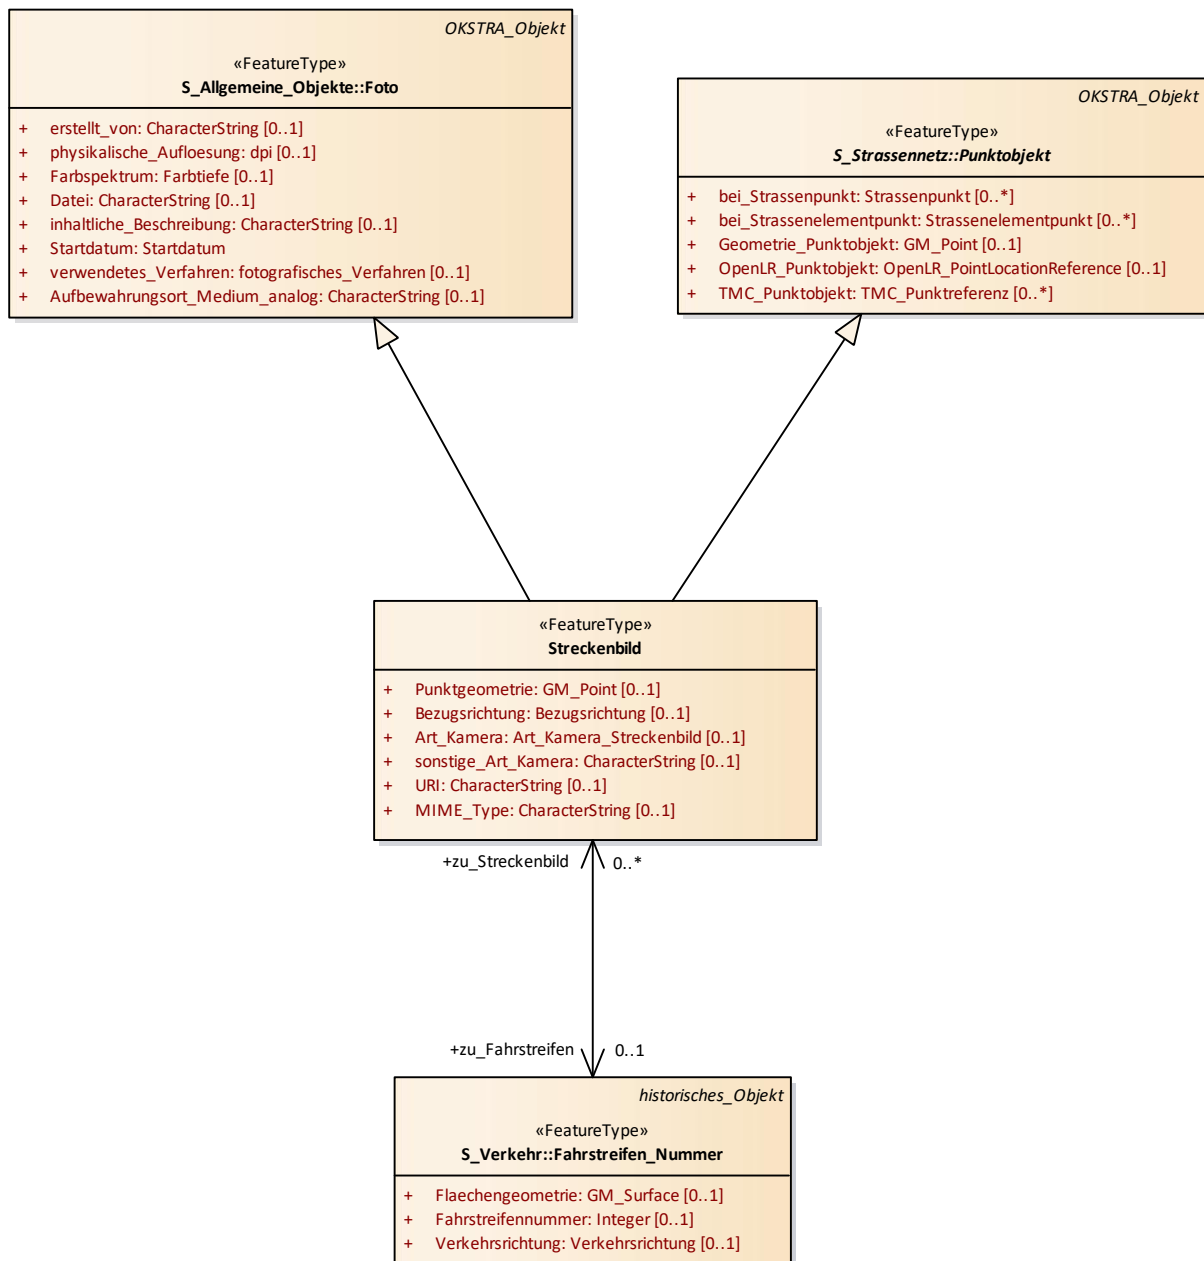 OKSTRA_Objekt
«FeatureType»
S_Allgemeine_Objekte::Foto
+ erstellt_von: CharacterString [0..1]
+ physikalische_Aufloesung: dpi [0..1]
+ Farbspektrum: Farbtiefe [0..1]
+ Datei: CharacterString [0..1]
+ inhaltliche_Beschreibung: CharacterString [0..1]
+ Startdatum: Startdatum
+ verwendetes_Verfahren: fotografisches_Verfahren [0..1]
+ Aufbewahrungsort_Medium_analog: CharacterString [0..1]
OKSTRA_Objekt
«FeatureType»
S_Strassennetz::Punktobjekt
+ bei_Strassenpunkt: Strassenpunkt [0..*]
+ bei_Strassenelementpunkt: Strassenelementpunkt [0..*]
+ Geometrie_Punktobjekt: GM_Point [0..1]
+ OpenLR_Punktobjekt: OpenLR_PointLocationReference [0..1]
+ TMC_Punktobjekt: TMC_Punktreferenz [0..*]
«FeatureType»
Streckenbild
+ Punktgeometrie: GM_Point [0..1]
+ Bezugsrichtung: Bezugsrichtung [0..1]
+ Art_Kamera: Art_Kamera_Streckenbild [0..1]
+ sonstige_Art_Kamera: CharacterString [0..1]
+ URI: CharacterString [0..1]
+ MIME_Type: CharacterString [0..1]
+zu_Streckenbild 0..*
+zu_Fahrstreifen 0..1
historisches_Objekt
«FeatureType»
S_Verkehr::Fahrstreifen_Nummer
+ Flaechengeometrie: GM_Surface [0..1]
+ Fahrstreifennummer: Integer [0..1]
+ Verkehrsrichtung: Verkehrsrichtung [0..1]